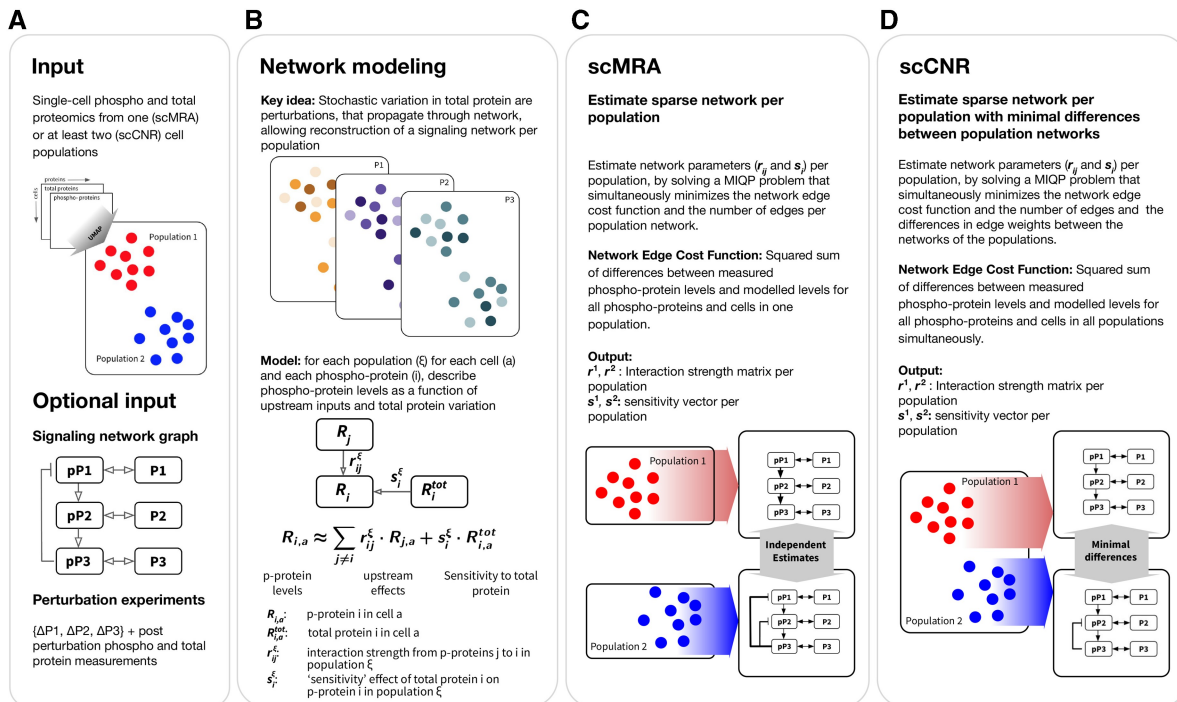 A
Input
Single-cell phospho and total
proteomics from one (scMRA)
or at least two (scCNR) cell
populations
proteins
cells
total proteins
phospho- proteins
UMAP
Population 1
Population 2
Optional input
Signaling network graph
pP1
P1
pP2
P2
pP3
P3
Perturbation experiments
{ΔP1, ΔP2, ΔP3} + post
perturbation phospho and total
protein measurements
B
Network modeling
Key idea: Stochastic variation in total protein are
perturbations, that propagate through network,
allowing reconstruction of a signaling network per
population
P1
P2
P3
Model: for each population (ξ) for each cell (a)
and each phospho-protein (i), describe
phospho-protein levels as a function of
upstream inputs and total protein variation
R_j
r_ij^ξ
s_i^ξ
R_i
R_i^tot
R_i,a ≈ ∑_j≠i r_ij^ξ · R_j,a + s_i^ξ · R_i,a^tot
p-protein
levels
upstream
effects
Sensitivity to total
protein
R_i,a: p-protein i in cell a
R_i,a^tot: total protein i in cell a
r_ij^ξ: interaction strength from p-proteins j to i in
population ξ
s_i^ξ: ‘sensitivity’ effect of total protein i on
p-protein i in population ξ
C
scMRA
Estimate sparse network per
population
Estimate network parameters (r_ij and s_i) per
population, by solving a MIQP problem that
simultaneously minimizes the network edge
cost function and the number of edges per
population network.
Network Edge Cost Function: Squared sum
of differences between measured
phospho-protein levels and modelled levels for
all phospho-proteins and cells in one
population.
Output:
r¹, r² : Interaction strength matrix per
population
s¹, s²: sensitivity vector per
population
Population 1
pP1
P1
pP2
P2
pP3
P3
Independent
Estimates
Population 2
pP1
P1
pP2
P2
pP3
P3
D
scCNR
Estimate sparse network per
population with minimal differences
between population networks
Estimate network parameters (r_ij and s_i) per
population, by solving a MIQP problem that
simultaneously minimizes the network edge
cost function and the number of edges and the
differences in edge weights between the
networks of the populations.
Network Edge Cost Function: Squared sum
of differences between measured
phospho-protein levels and modelled levels for
all phospho-proteins and cells in all populations
simultaneously.
Output:
r¹, r² : Interaction strength matrix per
population
s¹, s²: sensitivity vector per
population
Population 1
pP1
P1
pP2
P2
pP3
P3
Minimal
differences
Population 2
pP1
P1
pP2
P2
pP3
P3